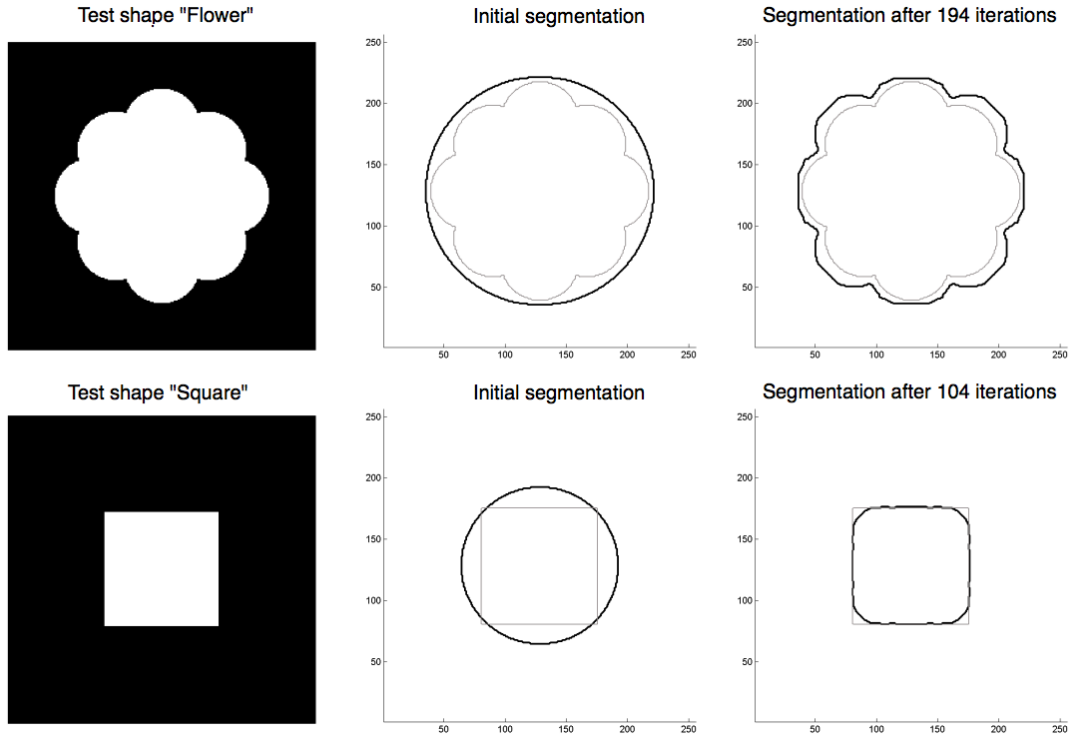 Test shape "Flower"
Initial segmentation
Segmentation after 194 iterations
250
200
150
100
50
50 100 150 200 250
250
200
150
100
50
50 100 150 200 250
Test shape "Square"
Initial segmentation
Segmentation after 104 iterations
250
200
150
100
50
50 100 150 200 250
250
200
150
100
50
50 100 150 200 250